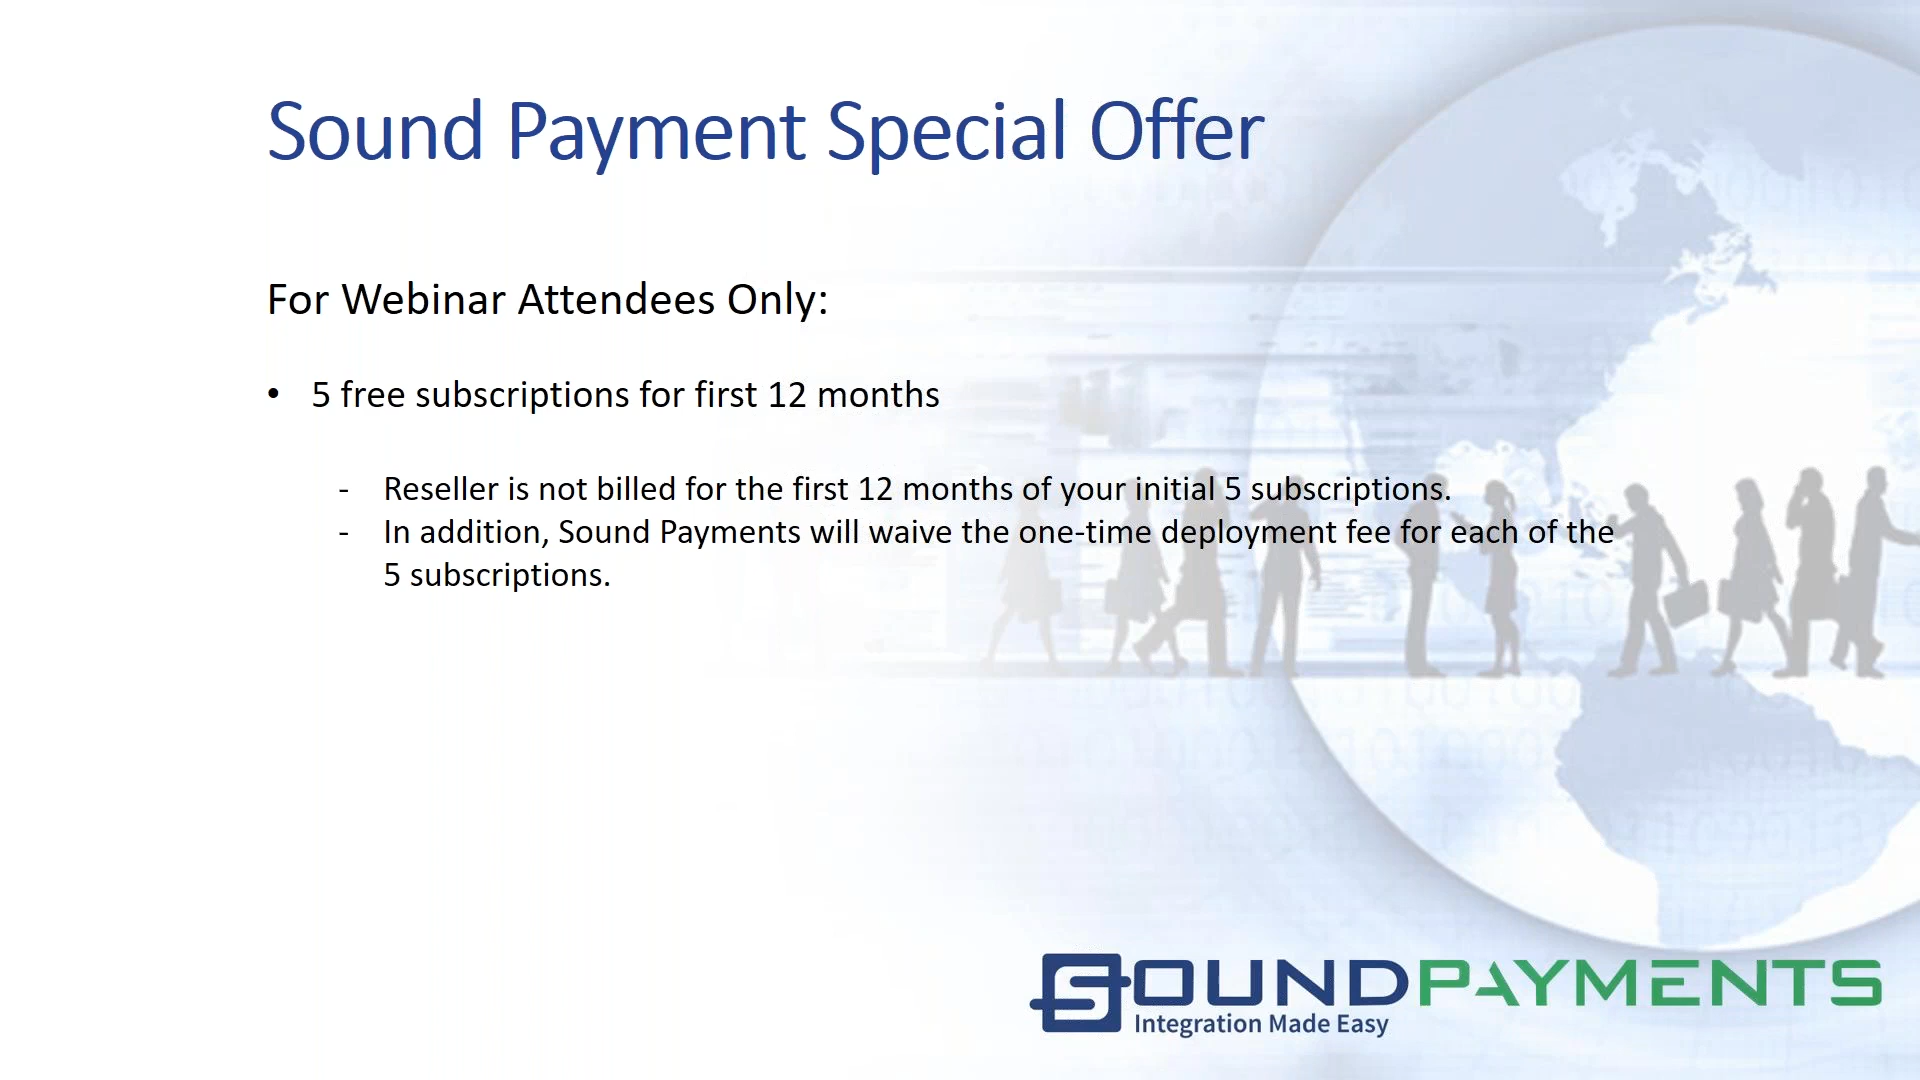 Sound Payment Special Offer
For Webinar Attendees Only:
• 5 free subscriptions for first 12 months
- Reseller is not billed for the first 12 months of your initial 5 subscriptions.
- In addition, Sound Payments will waive the one-time deployment fee for each of the
5 subscriptions.
SOUNDPAYMENTS
Integration Made Easy